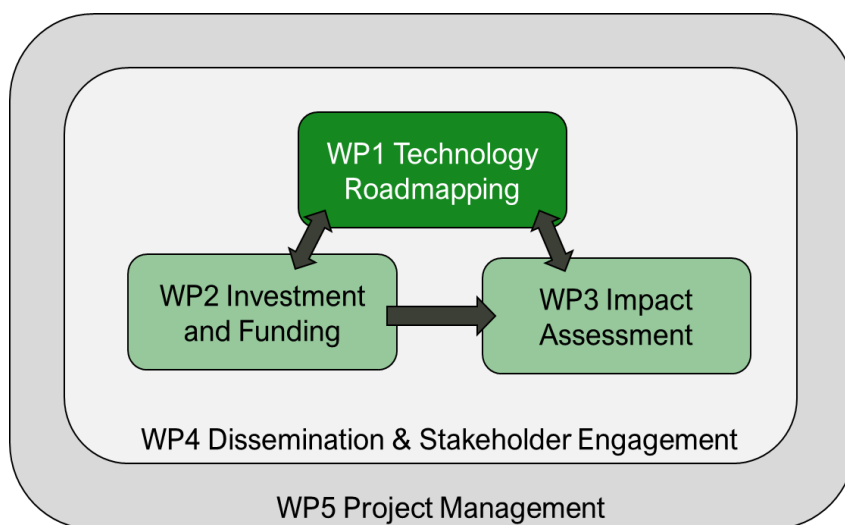 WP1 Technology
Roadmapping
WP2 Investment
and Funding
WP3 Impact
Assessment
WP4 Dissemination & Stakeholder Engagement
WP5 Project Management